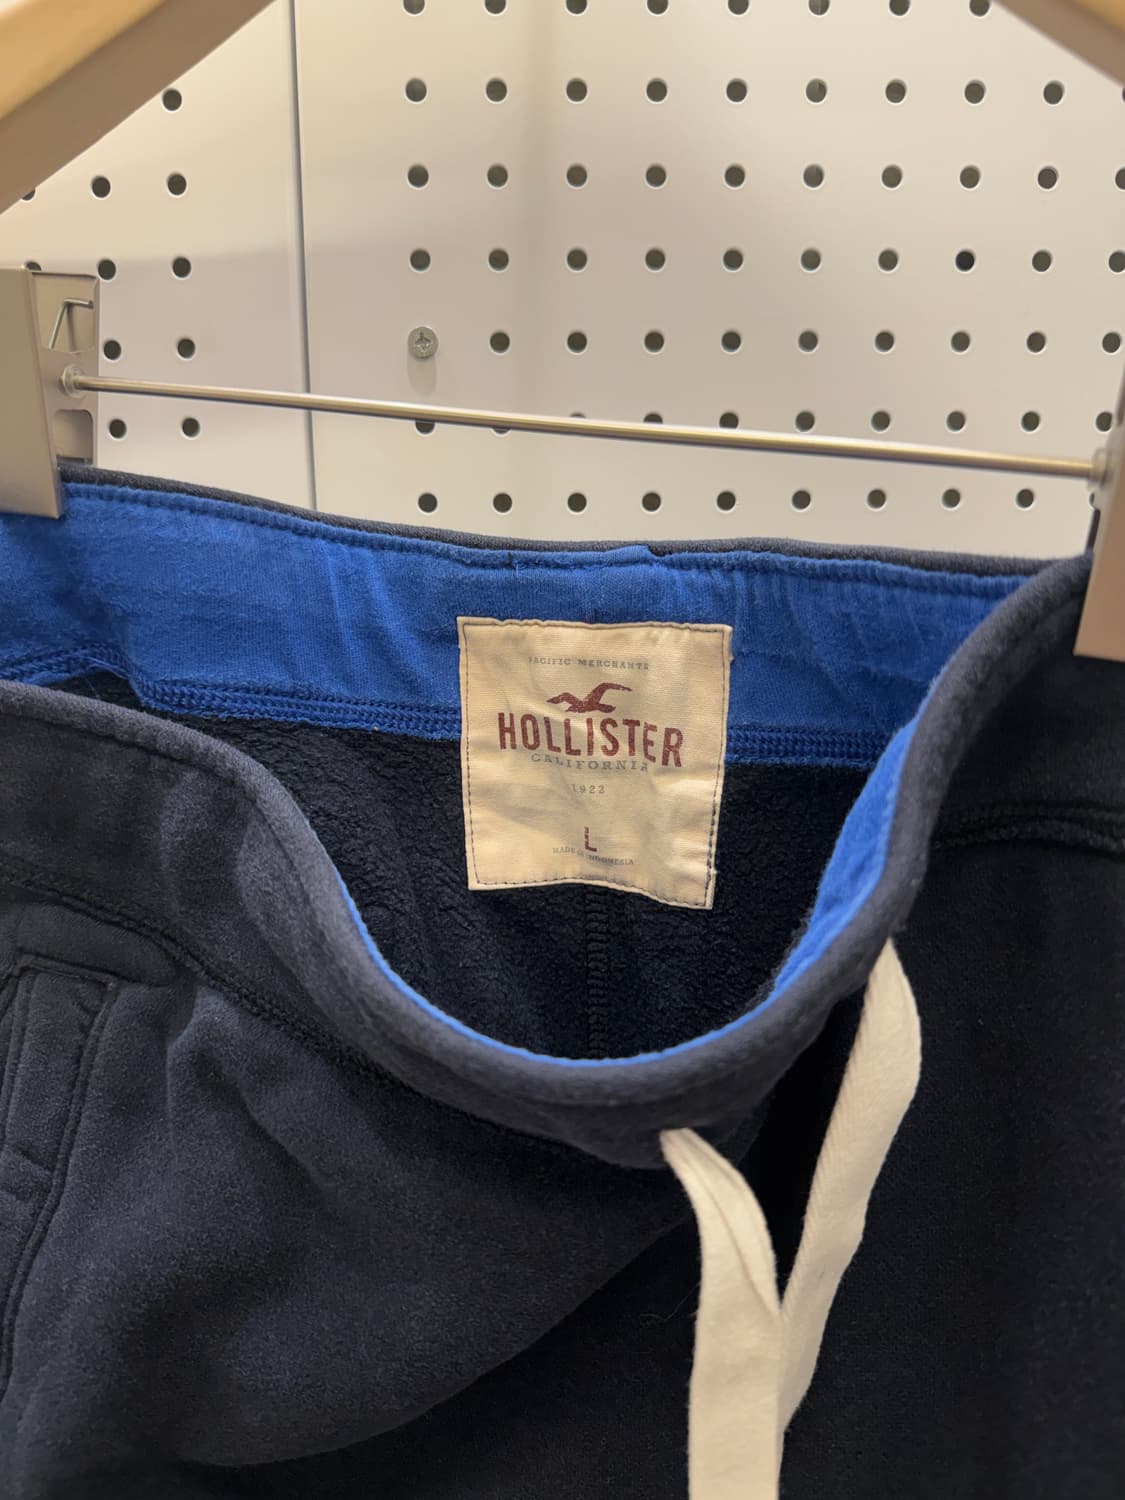 PACIFIC MERCHANTS
HOLLISTER
CALIFORNIA
1922
L
MADE IN INDONESIA